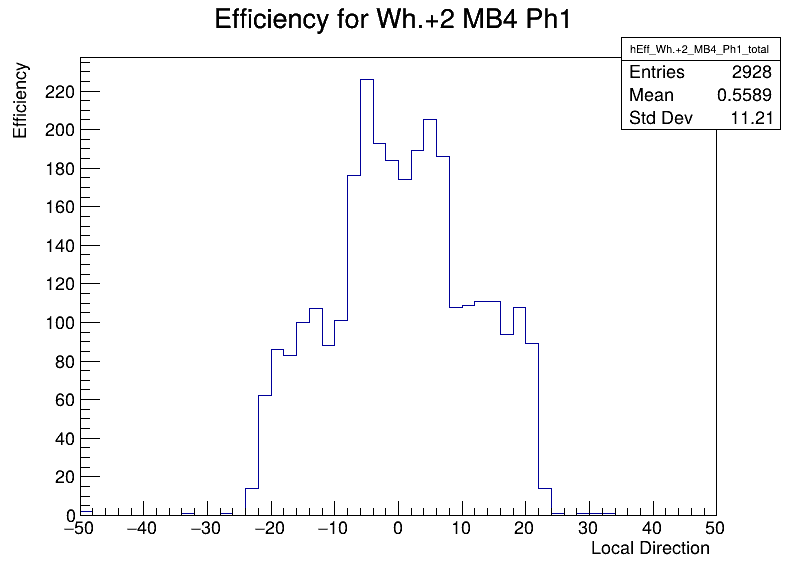 Efficiency for Wh.+2 MB4 Ph1
hEff_Wh.+2_MB4_Ph1_total
Entries 2928
Mean 0.5589
Std Dev 11.21
Efficiency
220
200
180
160
140
120
100
80
60
40
20
0
−50 −40 −30 −20 −10 0 10 20 30 40 50
Local Direction